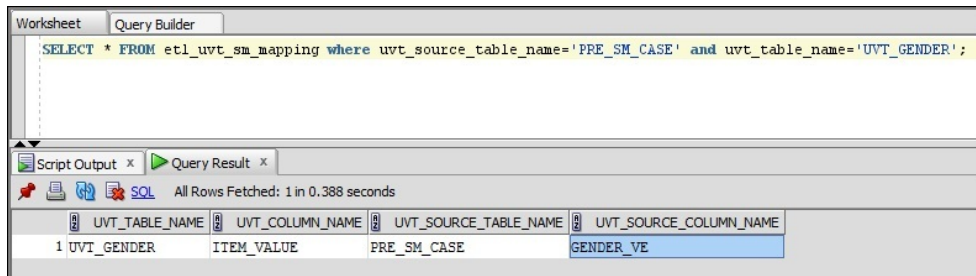 Worksheet Query Builder
SELECT * FROM etl_uvt_sm_mapping where uvt_source_table_name='PRE_SM_CASE' and uvt_table_name='UVT_GENDER';
Script Output x Query Result x
SQL All Rows Fetched: 1 in 0.388 seconds
UVT_TABLE_NAME UVT_COLUMN_NAME UVT_SOURCE_TABLE_NAME UVT_SOURCE_COLUMN_NAME
1 UVT_GENDER ITEM_VALUE PRE_SM_CASE GENDER_VE